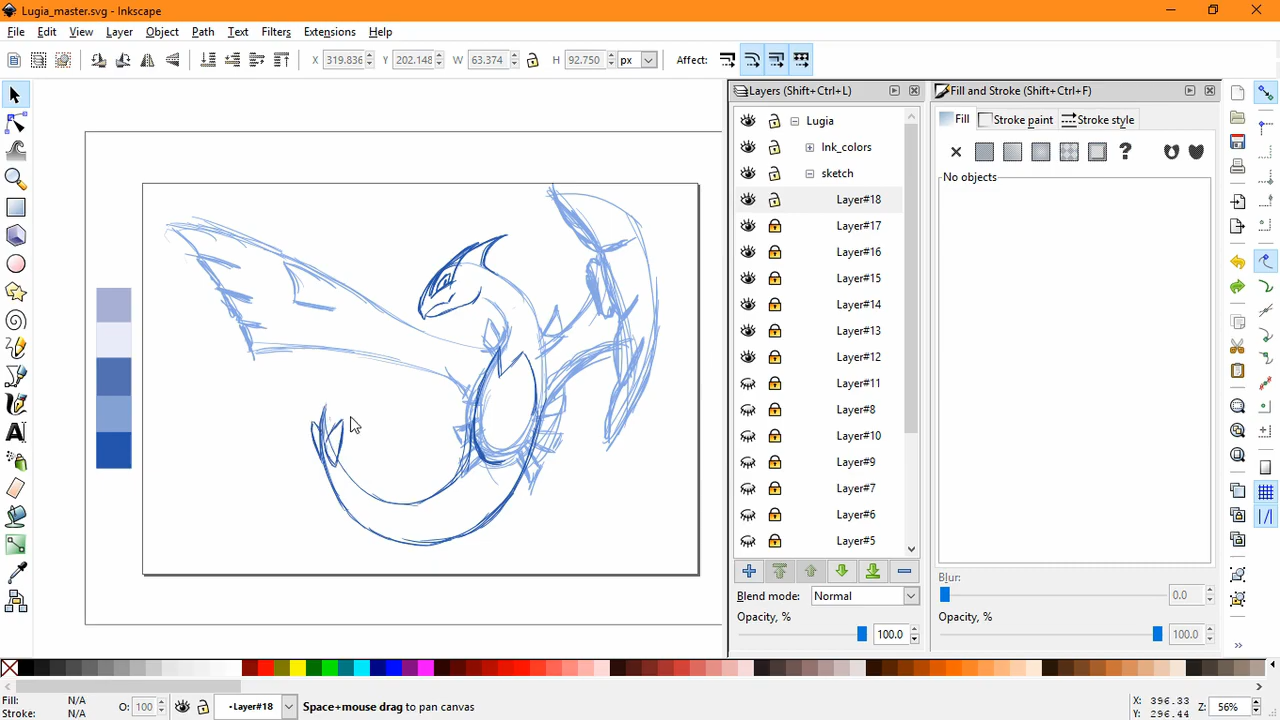 Lugia_master.svg - Inkscape
File Edit View Layer Object Path Filters Text Filters Extensions Help
X 319.836 Y 202.148 W 63.374 H 92.750 px Affect:
Layers (Shift+Ctrl+L)
Fill and Stroke (Shift+Ctrl+F)
Fill Stroke paint Stroke style
?
No objects
Lugia
Ink_colors
sketch
Layer#18
Layer#17
Layer#16
Layer#15
Layer#14
Layer#13
Layer#12
Layer#11
Layer#8
Layer#10
Layer#9
Layer#7
Layer#6
Layer#5
Blend mode: Normal
Opacity, %
100.0
Blur:
0.0
Opacity, %
100.0
Fill: N/A
Stroke: N/A
O: 100
•Layer#18
Space+mouse drag to pan canvas
X: 396.33
Y: 296.44
Z: 56%